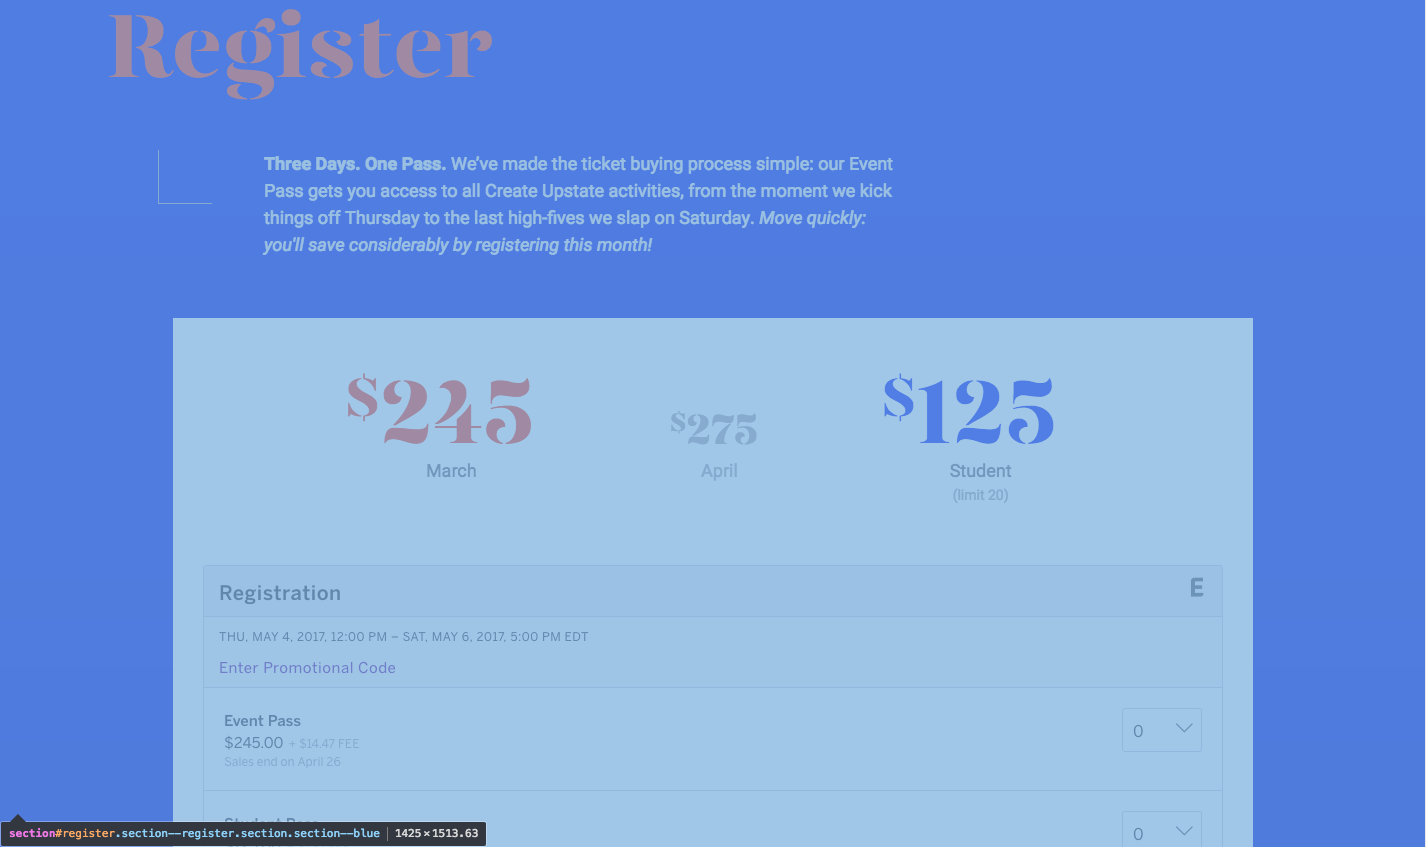 Register
Three Days. One Pass. We’ve made the ticket buying process simple: our Event
Pass gets you access to all Create Upstate activities, from the moment we kick
things off Thursday to the last high-fives we slap on Saturday. Move quickly:
you'll save considerably by registering this month!
$245
March
$275
April
$125
Student
(limit 20)
Registration
E
THU, MAY 4, 2017, 12:00 PM – SAT, MAY 6, 2017, 5:00 PM EDT
Enter Promotional Code
Event Pass
$245.00 + $14.47 FEE
Sales end on April 26
0
Student Pass
0
section#register.section--register.section.section--blue | 1425×1513.63